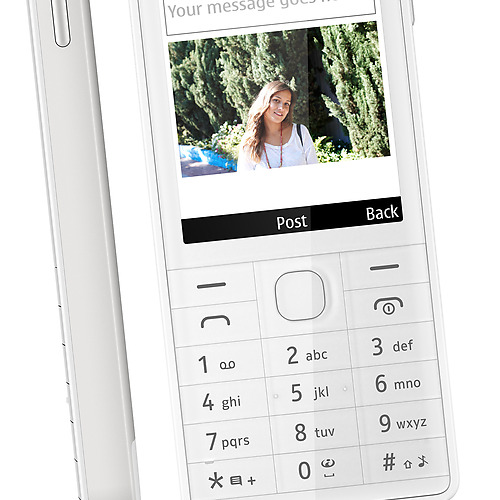 Your message goes
Post Back
1 2 abc 3 def
4 ghi 5 jkl 6 mno
7 pqrs 8 tuv 9 wxyz
* + 0 #